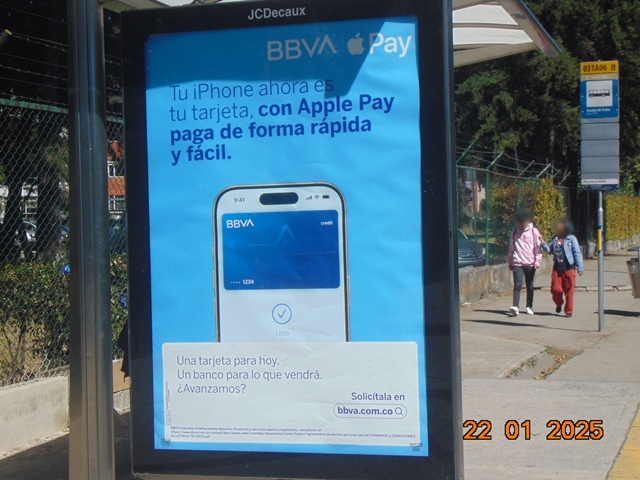 JCDecaux
BBVA Pay
Tu iPhone ahora es
tu tarjeta, con Apple Pay
paga de forma rápida
y fácil.
9:41
BBVA
credit
•••• 1234
Listo
Una tarjeta para hoy.
Un banco para lo que vendrá.
¿Avanzamos?
Solicítala en
bbva.com.co
031A06
22 01 2025